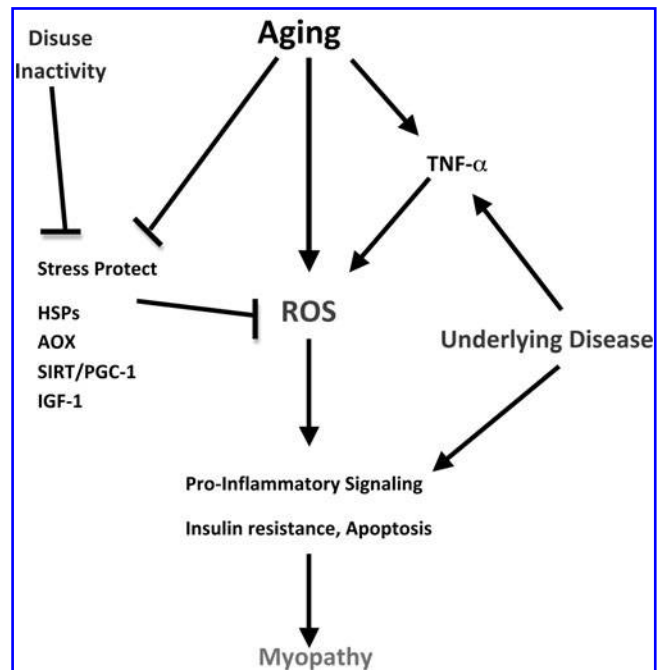 Disuse
Inactivity
Aging
TNF-α
Stress Protect
HSPs
AOX
SIRT/PGC-1
IGF-1
ROS
Underlying Disease
Pro-Inflammatory Signaling
Insulin resistance, Apoptosis
Myopathy